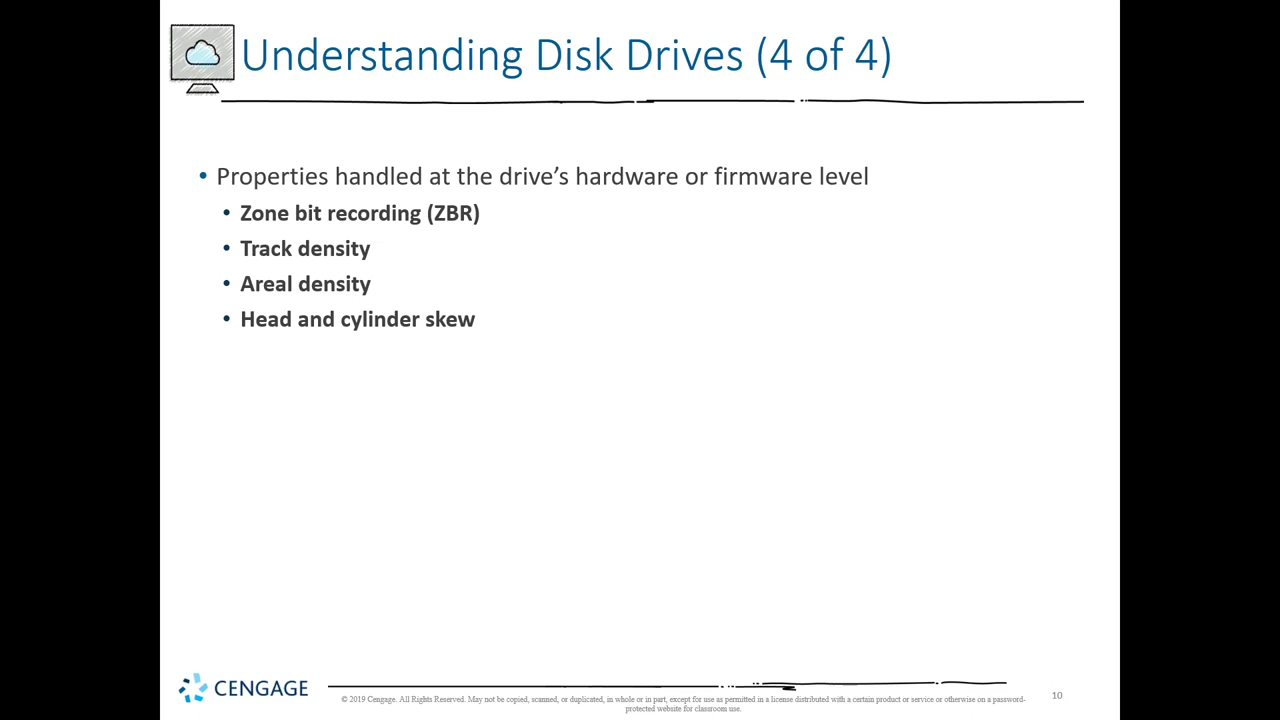 Understanding Disk Drives (4 of 4)
• Properties handled at the drive’s hardware or firmware level
• Zone bit recording (ZBR)
• Track density
• Areal density
• Head and cylinder skew
CENGAGE
© 2019 Cengage. All Rights Reserved. May not be copied, scanned, or duplicated, in whole or in part, except for use as permitted in a license distributed with a certain product or service or otherwise on a password-
protected website for classroom use.
10